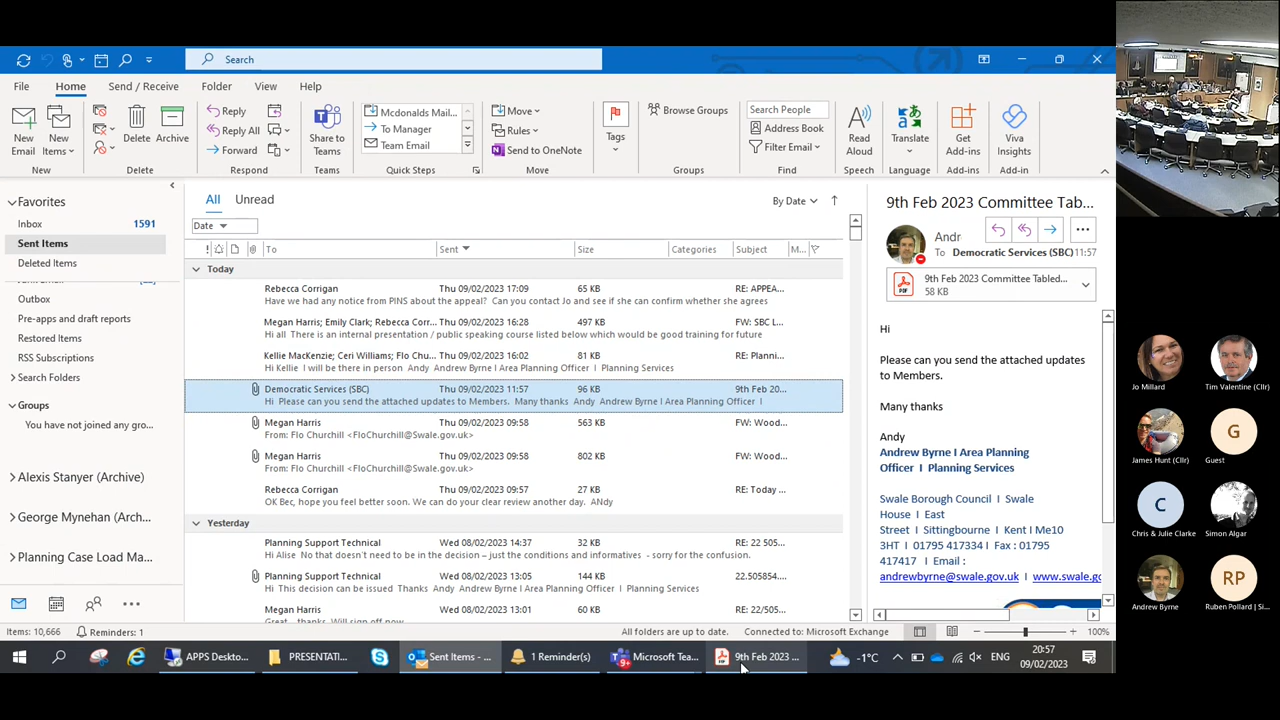 Search
File Home Send / Receive Folder View Help
New Email
New Items
New
Delete
Archive
Delete
Reply
Reply All
Forward
Respond
Share to Teams
Teams
Mcdonalds Mail...
To Manager
Team Email
Quick Steps
Move
Rules
Send to OneNote
Move
Tags
Browse Groups
Groups
Search People
Address Book
Filter Email
Find
Read Aloud
Speech
Translate
Language
Get Add-ins
Add-ins
Viva Insights
Add-in
Favorites
Inbox 1591
Sent Items
Deleted Items
Outbox
Pre-apps and draft reports
Restored Items
RSS Subscriptions
Search Folders
Groups
You have not joined any gro...
Alexis Stanyer (Archive)
George Mynehan (Arch...
Planning Case Load Ma...
All Unread By Date
Date
To Sent Size Categories Subject M...
Today
Rebecca Corrigan Thu 09/02/2023 17:09 65 KB RE: APPEA...
Have we had any notice from PINS about the appeal? Can you contact Jo and see if she can confirm whether she agrees
Megan Harris; Emily Clark; Rebecca Corr... Thu 09/02/2023 16:28 497 KB FW: SBC L...
Hi all There is an internal presentation / public speaking course listed below which would be good training for future
Kellie MacKenzie; Ceri Williams; Flo Chu... Thu 09/02/2023 16:02 81 KB RE: Planni...
Hi Kellie I will be there in person Andy Andrew Byrne I Area Planning Officer I Planning Services
Democratic Services (SBC) Thu 09/02/2023 11:57 96 KB 9th Feb 20...
Hi Please can you send the attached updates to Members. Many thanks Andy Andrew Byrne I Area Planning Officer I
Megan Harris Thu 09/02/2023 09:58 563 KB FW: Wood...
From: Flo Churchill <FloChurchill@Swale.gov.uk>
Megan Harris Thu 09/02/2023 09:58 802 KB FW: Wood...
From: Flo Churchill <FloChurchill@Swale.gov.uk>
Rebecca Corrigan Thu 09/02/2023 09:57 27 KB RE: Today ...
OK Bec, hope you feel better soon. We can do your clear review another day. ANdy
Yesterday
Planning Support Technical Wed 08/02/2023 14:37 32 KB RE: 22 505...
Hi Alise No that doesn't need to be in the decision – just the conditions and informatives - sorry for the confusion.
Planning Support Technical Wed 08/02/2023 13:05 144 KB 22.505854...
Hi This decision can be issued Thanks Andy Andrew Byrne I Area Planning Officer I Planning Services
Megan Harris Wed 08/02/2023 13:01 60 KB RE: 22/505...
9th Feb 2023 Committee Tab...
Andr
To Democratic Services (SBC) 11:57
9th Feb 2023 Committee Tabled...
58 KB
PDF
Hi
Please can you send the attached updates
to Members.
Many thanks
Andy
Andrew Byrne I Area Planning
Officer I Planning Services
Swale Borough Council I Swale
House I East
Street I Sittingbourne I Kent I Me10
3HT I 01795 417334 I Fax : 01795
417417 I Email :
andrewbyrne@swale.gov.uk I www.swale.gc
Items: 10,666 Reminders: 1 All folders are up to date. Connected to: Microsoft Exchange 100%
APPS Deskto... PRESENTATI... Sent Items - ... 1 Reminder(s) Microsoft Tea... 9th Feb 2023 ... -1°C ENG 20:57
09/02/2023
Jo Millard
Tim Valentine (Cllr)
James Hunt (Cllr)
G
Guest
C
Chris & Julie Clarke
Simon Algar
Andrew Byrne
RP
Ruben Pollard | Si...